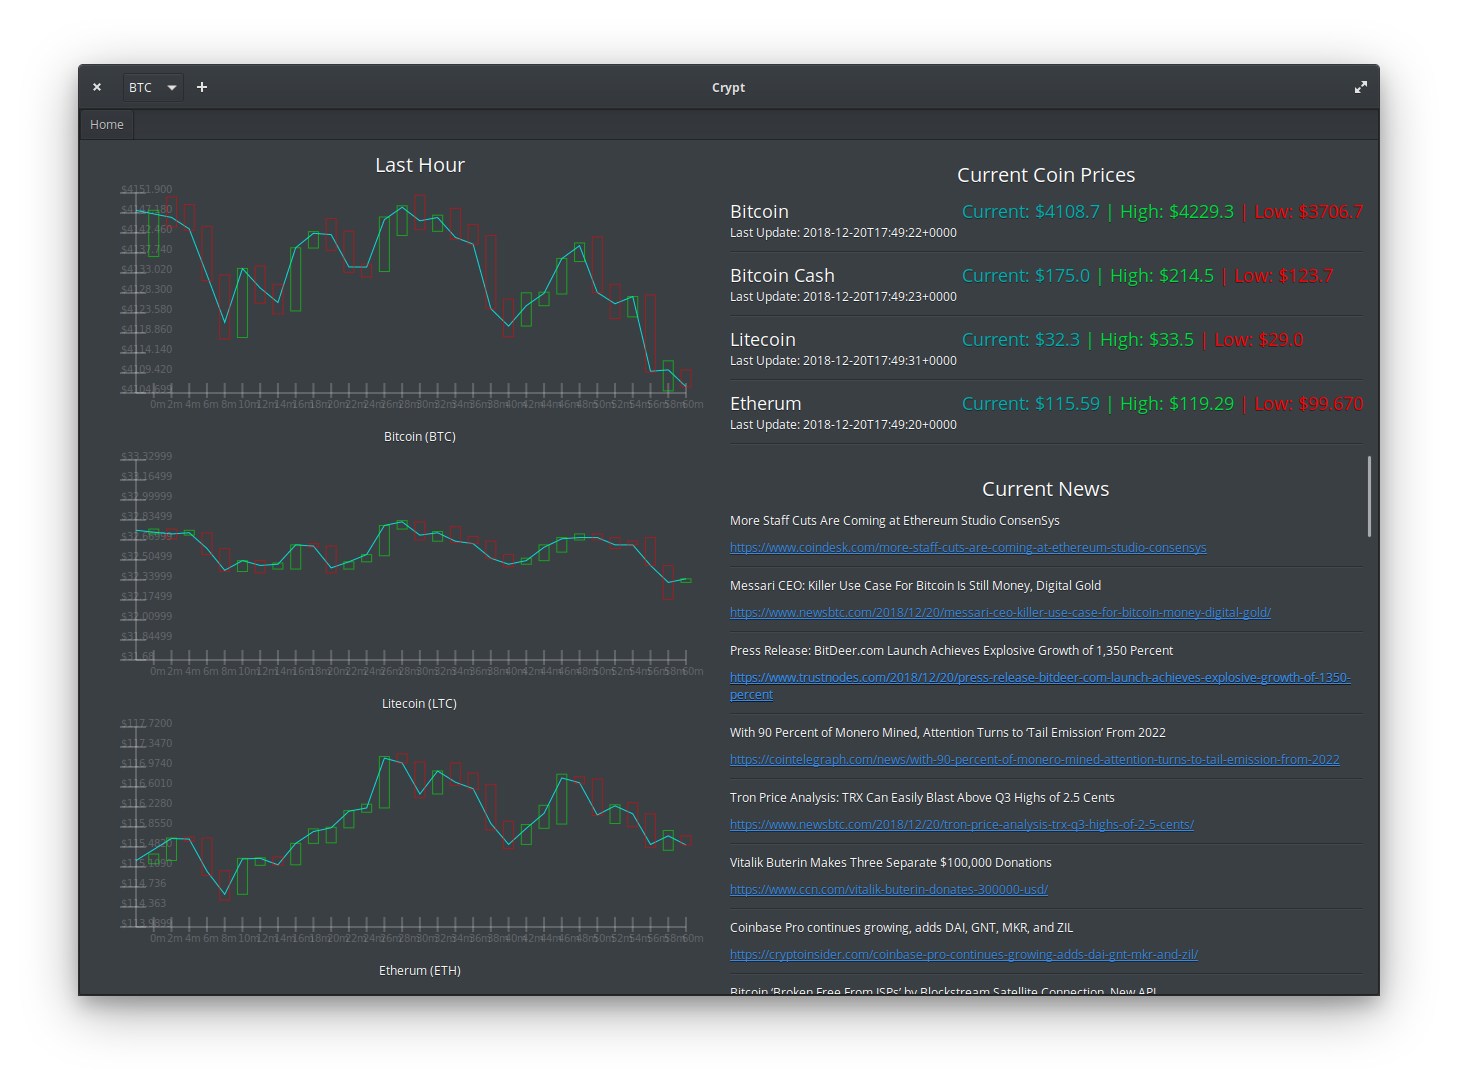 BTC
+
Crypt
Home
Last Hour
$4151.900
$4147.180
$4142.460
$4137.740
$4133.020
$4128.300
$4123.580
$4118.860
$4114.140
$4109.420
$4104.699
0m 2m 4m 6m 8m 10m 12m 14m 16m 18m 20m 22m 24m 26m 28m 30m 32m 34m 36m 38m 40m 42m 44m 46m 48m 50m 52m 54m 56m 58m 60m
Bitcoin (BTC)
$33.32999
$33.16499
$32.99999
$32.83499
$32.66999
$32.50499
$32.33999
$32.17499
$32.00999
$31.84499
$31.68
0m 2m 4m 6m 8m 10m 12m 14m 16m 18m 20m 22m 24m 26m 28m 30m 32m 34m 36m 38m 40m 42m 44m 46m 48m 50m 52m 54m 56m 58m 60m
Litecoin (LTC)
$117.7200
$117.3470
$116.9740
$116.6010
$116.2280
$115.8550
$115.4820
$115.1090
$114.736
$114.363
$113.9899
0m 2m 4m 6m 8m 10m 12m 14m 16m 18m 20m 22m 24m 26m 28m 30m 32m 34m 36m 38m 40m 42m 44m 46m 48m 50m 52m 54m 56m 58m 60m
Etherum (ETH)
Current Coin Prices
Bitcoin Current: $4108.7 | High: $4229.3 | Low: $3706.7
Last Update: 2018-12-20T17:49:22+0000
Bitcoin Cash Current: $175.0 | High: $214.5 | Low: $123.7
Last Update: 2018-12-20T17:49:23+0000
Litecoin Current: $32.3 | High: $33.5 | Low: $29.0
Last Update: 2018-12-20T17:49:31+0000
Etherum Current: $115.59 | High: $119.29 | Low: $99.670
Last Update: 2018-12-20T17:49:20+0000
Current News
More Staff Cuts Are Coming at Ethereum Studio ConsenSys
https://www.coindesk.com/more-staff-cuts-are-coming-at-ethereum-studio-consensys
Messari CEO: Killer Use Case For Bitcoin Is Still Money, Digital Gold
https://www.newsbtc.com/2018/12/20/messari-ceo-killer-use-case-for-bitcoin-money-digital-gold/
Press Release: BitDeer.com Launch Achieves Explosive Growth of 1,350 Percent
https://www.trustnodes.com/2018/12/20/press-release-bitdeer-com-launch-achieves-explosive-growth-of-1350-
percent
With 90 Percent of Monero Mined, Attention Turns to ‘Tail Emission’ From 2022
https://cointelegraph.com/news/with-90-percent-of-monero-mined-attention-turns-to-tail-emission-from-2022
Tron Price Analysis: TRX Can Easily Blast Above Q3 Highs of 2.5 Cents
https://www.newsbtc.com/2018/12/20/tron-price-analysis-trx-q3-highs-of-2-5-cents/
Vitalik Buterin Makes Three Separate $100,000 Donations
https://www.ccn.com/vitalik-buterin-donates-300000-usd/
Coinbase Pro continues growing, adds DAI, GNT, MKR, and ZIL
https://cryptoinsider.com/coinbase-pro-continues-growing-adds-dai-gnt-mkr-and-zil/
Bitcoin ‘Broken Free From ISPs’ by Blockstream Satellite Connection, New API